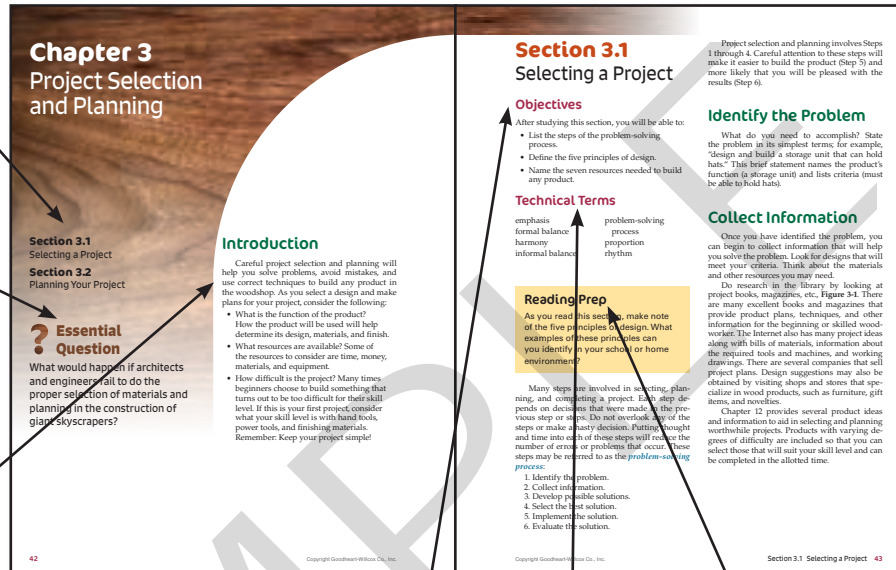 Chapter 3
Project Selection
and Planning
Section 3.1
Selecting a Project
Section 3.2
Planning Your Project
? Essential
Question
What would happen if architects
and engineers fail to do the
proper selection of materials and
planning in the construction of
giant skyscrapers?
Introduction
Careful project selection and planning will
help you solve problems, avoid mistakes, and
use correct techniques to build any product in
the woodshop. As you select a design and make
plans for your project, consider the following:
• What is the function of the product?
How the product will be used will help
determine its design, materials, and finish.
• What resources are available? Some of
the resources to consider are time, money,
materials, and equipment.
• How difficult is the project? Many times
beginners choose to build something that
turns out to be too difficult for their skill
level. If this is your first project, consider
what your skill level is with hand tools,
power tools, and finishing materials.
Remember: Keep your project simple!
42
Copyright Goodheart-Willcox Co., Inc.
Section 3.1
Selecting a Project
Objectives
After studying this section, you will be able to:
• List the steps of the problem-solving
process.
• Define the five principles of design.
• Name the seven resources needed to build
any product.
Technical Terms
emphasis
formal balance
harmony
informal balance
problem-solving
process
proportion
rhythm
Reading Prep
As you read this section, make note
of the five principles of design. What
examples of these principles can
you identify in your school or home
environment?
Many steps are involved in selecting, plan-
ning, and completing a project. Each step de-
pends on decisions that were made in the pre-
vious step or steps. Do not overlook any of the
steps or make a hasty decision. Putting thought
and time into each of these steps will reduce the
number of errors or problems that occur. These
steps may be referred to as the problem-solving
process:
1. Identify the problem.
2. Collect information.
3. Develop possible solutions.
4. Select the best solution.
5. Implement the solution.
6. Evaluate the solution.
Copyright Goodheart-Willcox Co., Inc.
Project selection and planning involves Steps
1 through 4. Careful attention to these steps will
make it easier to build the product (Step 5) and
more likely that you will be pleased with the
results (Step 6).
Identify the Problem
What do you need to accomplish? State
the problem in its simplest terms; for example,
"design and build a storage unit that can hold
hats." This brief statement names the product's
function (a storage unit) and lists criteria (must
be able to hold hats).
Collect Information
Once you have identified the problem, you
can begin to collect information that will help
you solve the problem. Look for designs that will
meet your criteria. Think about the materials
and other resources you may need.
Do research in the library by looking at
project books, magazines, etc., Figure 3-1. There
are many excellent books and magazines that
provide product plans, techniques, and other
information for the beginning or skilled wood-
worker. The Internet also has many project ideas
along with bills of materials, information about
the required tools and machines, and working
drawings. There are several companies that sell
project plans. Design suggestions may also be
obtained by visiting shops and stores that spe-
cialize in wood products, such as furniture, gift
items, and novelties.
Chapter 12 provides several product ideas
and information to aid in selecting and planning
worthwhile projects. Products with varying de-
grees of difficulty are included so that you can
select those that will suit your skill level and can
be completed in the allotted time.
Section 3.1 Selecting a Project 43